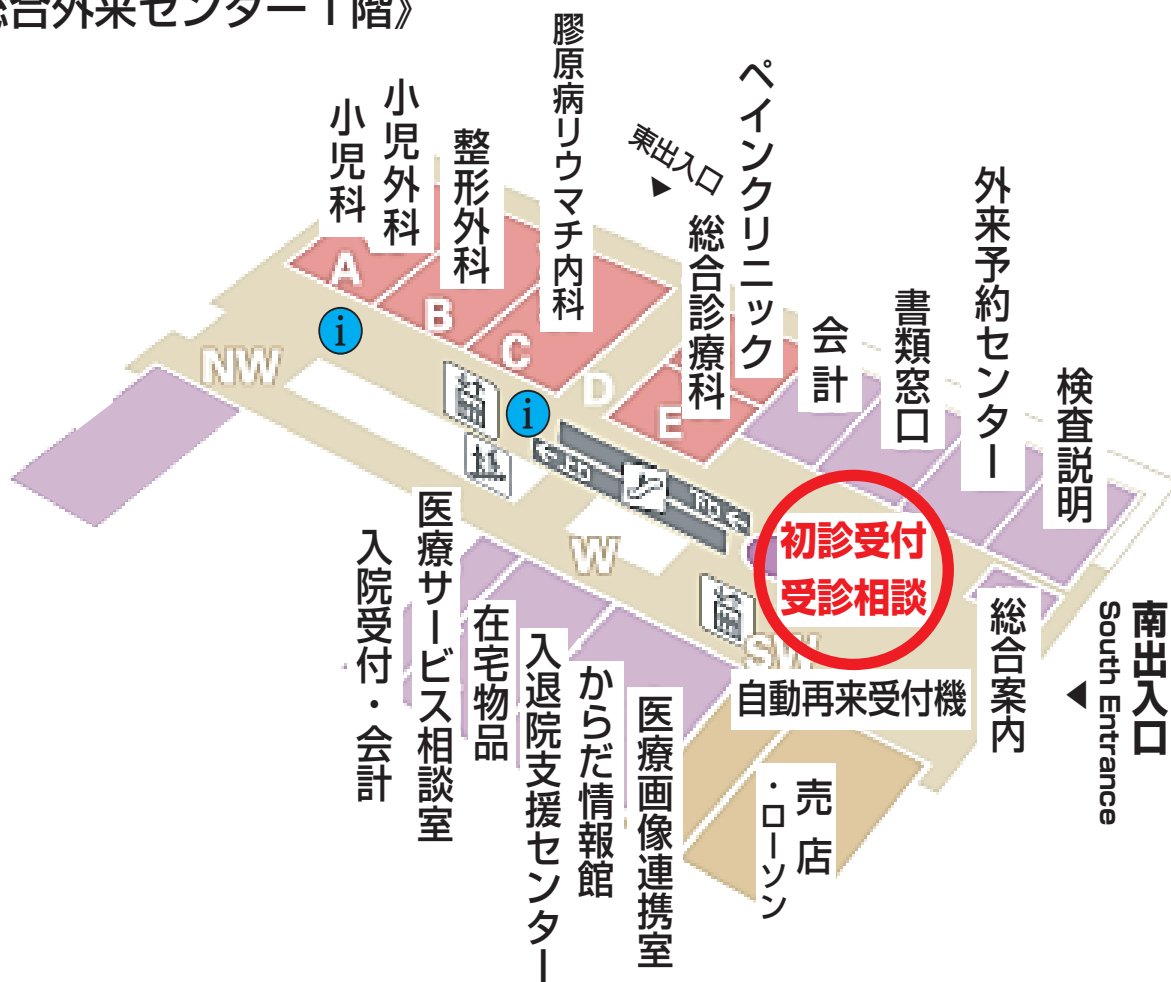 総合外来センター1階》
小児科
小児外科
整形外科
膠原病リウマチ内科
東出入口
▼
総合診療科
ペインクリニック
会計
書類窓口
外来予約センター
検査説明
A
B
C
D
E
i
i
NW
W
SW
初診受付
受診相談
自動再来受付機
総合案内
南出入口
South Entrance
▼
入院受付・会計
医療サービス相談室
在宅物品
入退院支援センター
からだ情報館
医療画像連携室
売店
・ローソン